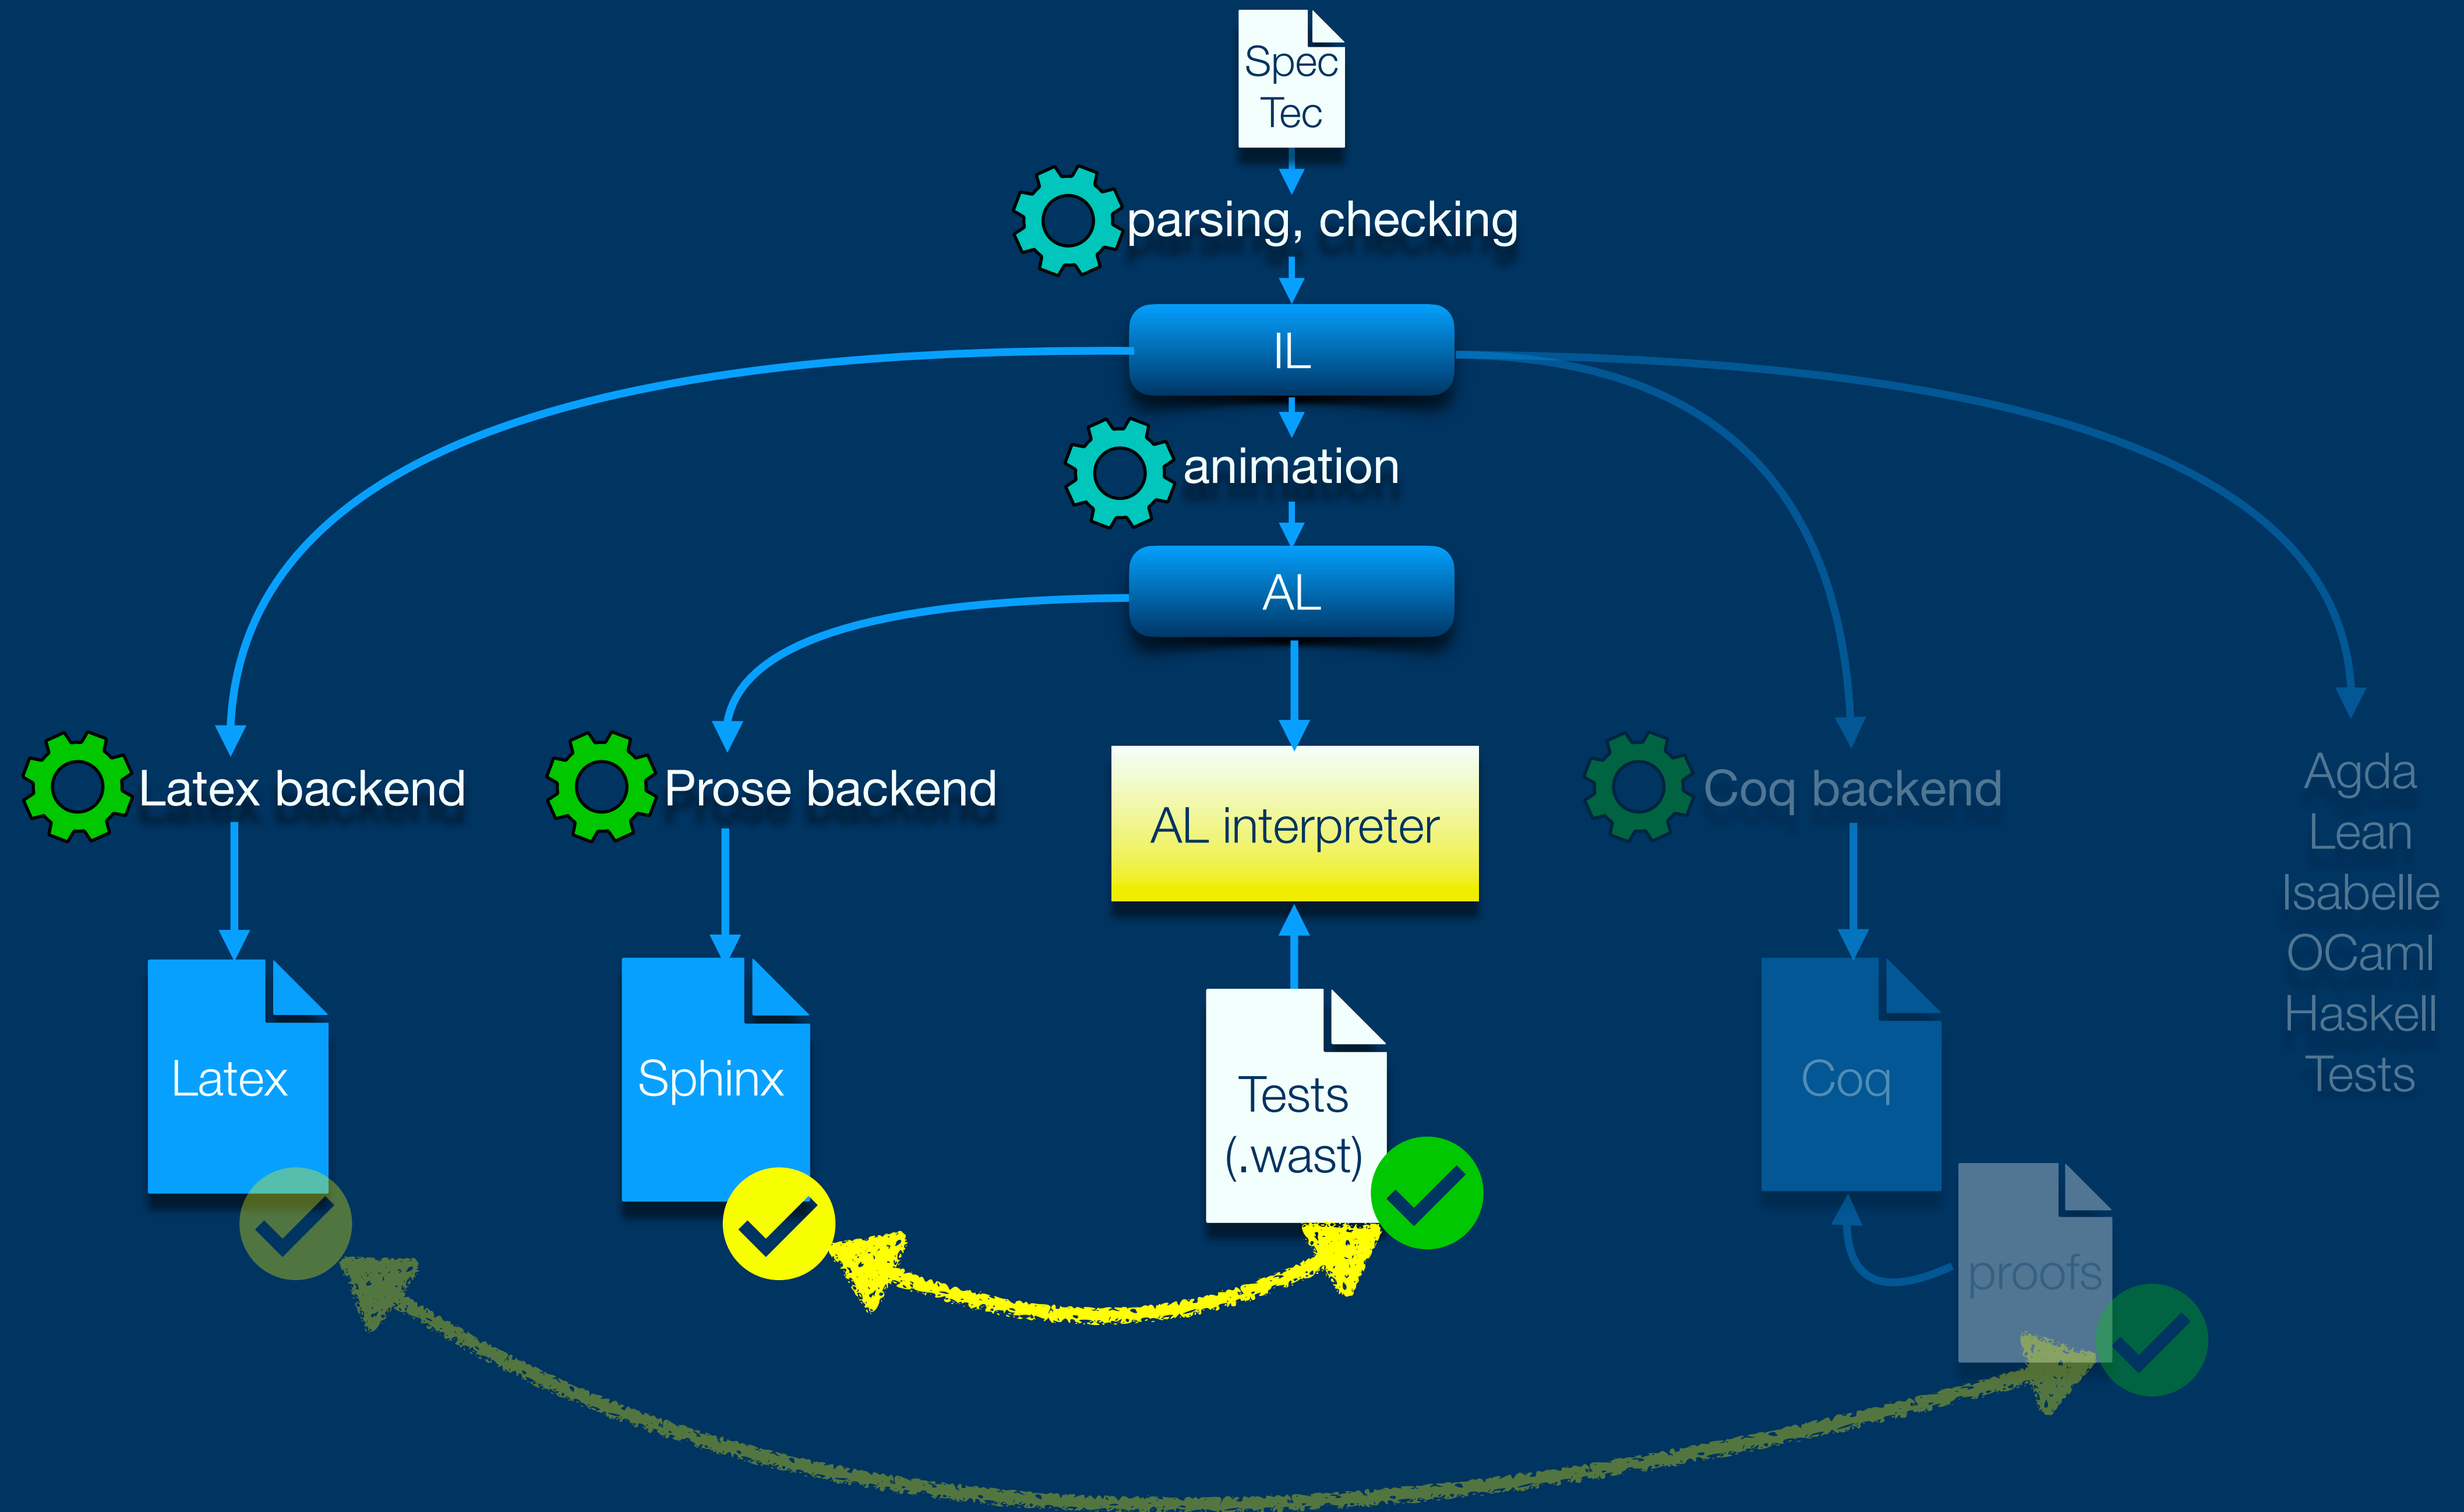 Spec
Tec
parsing, checking
IL
animation
AL
Latex backend
Prose backend
AL interpreter
Coq backend
Agda
Lean
Isabelle
OCaml
Haskell
Tests
Latex
Sphinx
Tests
(.wast)
Coq
proofs